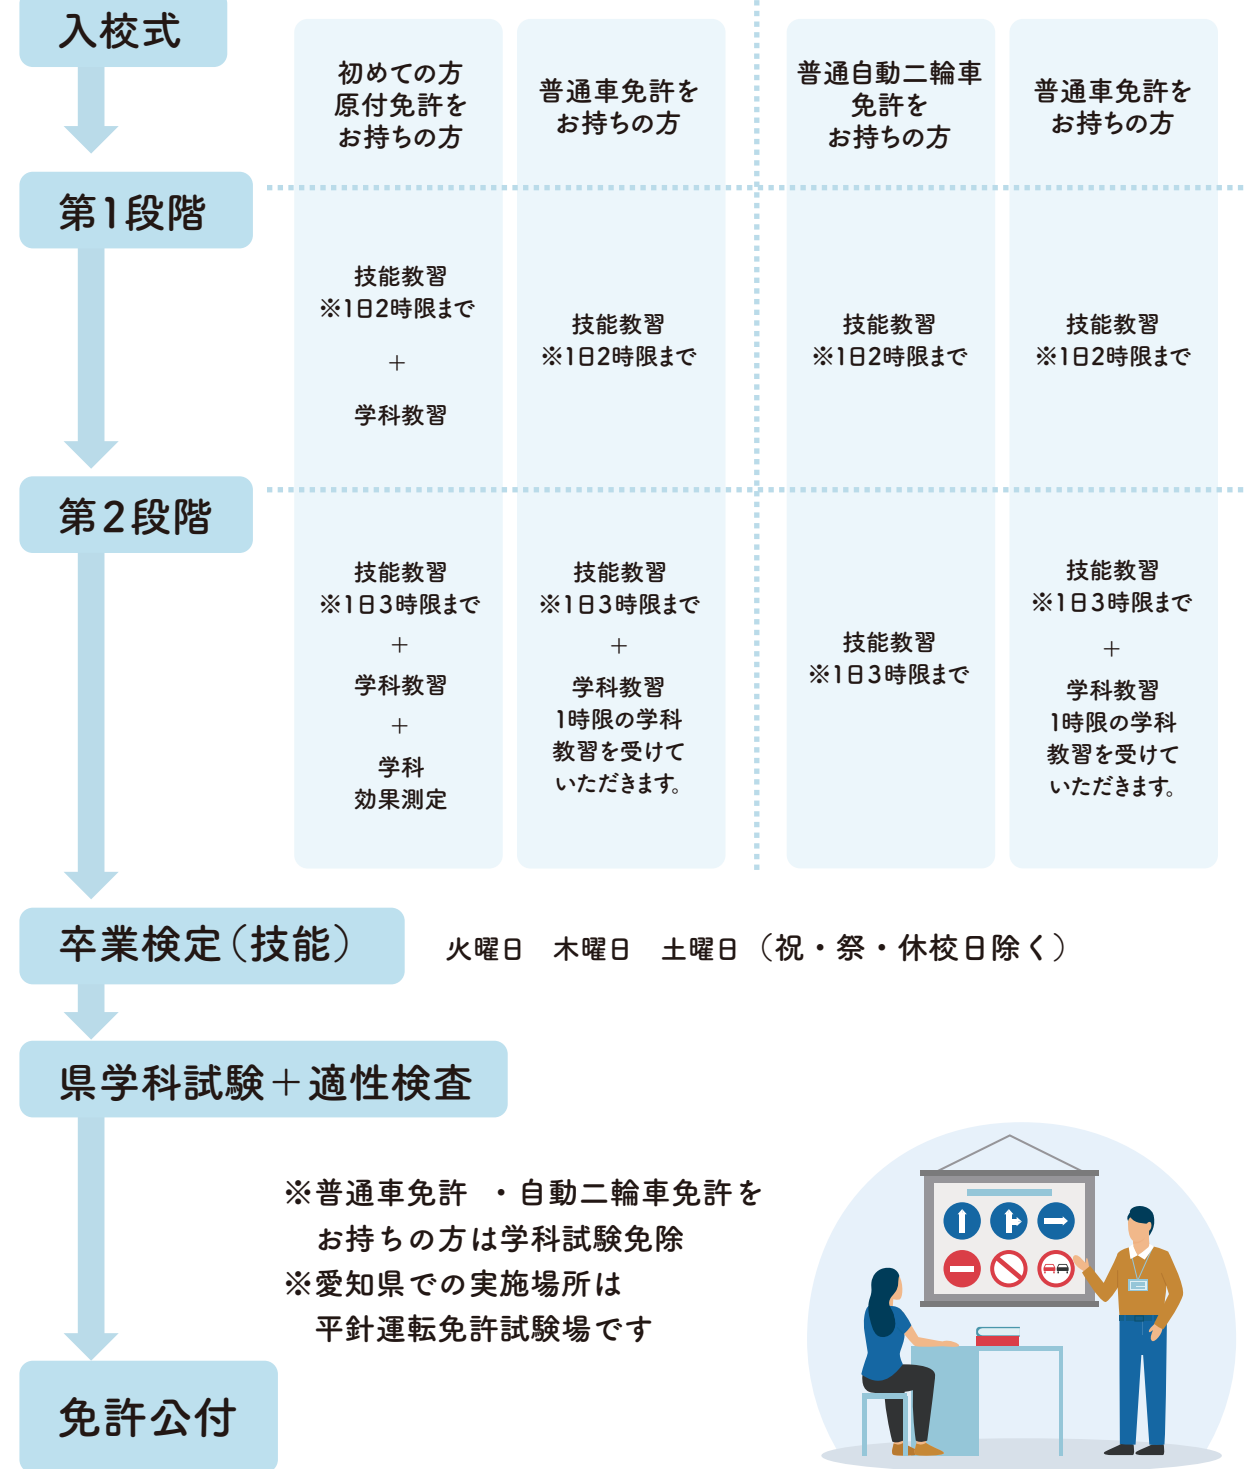 入校式
初めての方
原付免許を
お持ちの方
普通車免許を
お持ちの方
普通自動二輪車
免許を
お持ちの方
普通車免許を
お持ちの方
第1段階
技能教習
※1日2時限まで
＋
学科教習
技能教習
※1日2時限まで
技能教習
※1日2時限まで
技能教習
※1日2時限まで
第2段階
技能教習
※1日3時限まで
＋
学科教習
＋
学科
効果測定
技能教習
※1日3時限まで
＋
学科教習
1時限の学科
教習を受けて
いただきます。
技能教習
※1日3時限まで
技能教習
※1日3時限まで
＋
学科教習
1時限の学科
教習を受けて
いただきます。
卒業検定（技能）
火曜日　木曜日　土曜日（祝・祭・休校日除く）
県学科試験＋適性検査
※普通車免許　・自動二輪車免許を
お持ちの方は学科試験免除
※愛知県での実施場所は
平針運転免許試験場です
免許公付